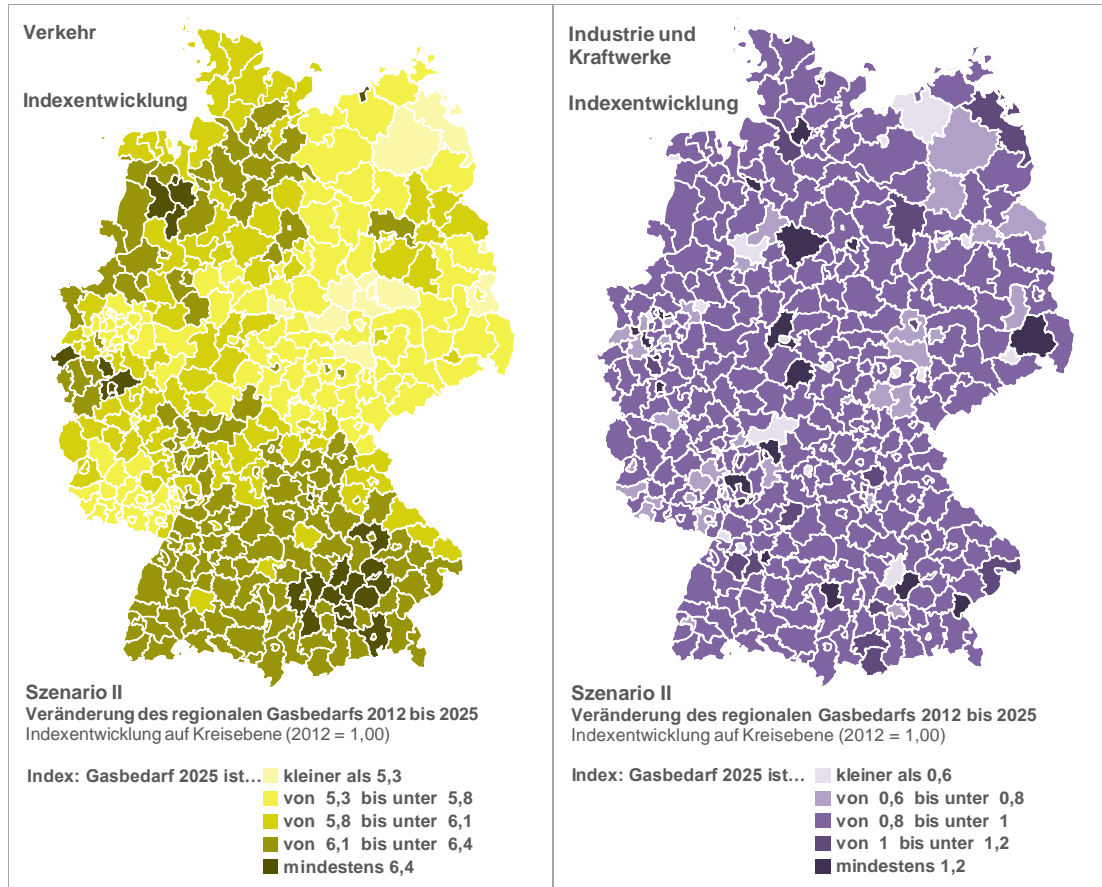 Verkehr
Indexentwicklung
Szenario II
Veränderung des regionalen Gasbedarfs 2012 bis 2025
Indexentwicklung auf Kreisebene (2012 = 1,00)
Index: Gasbedarf 2025 ist... kleiner als 5,3
von 5,3 bis unter 5,8
von 5,8 bis unter 6,1
von 6,1 bis unter 6,4
mindestens 6,4
Industrie und
Kraftwerke
Indexentwicklung
Szenario II
Veränderung des regionalen Gasbedarfs 2012 bis 2025
Indexentwicklung auf Kreisebene (2012 = 1,00)
Index: Gasbedarf 2025 ist... kleiner als 0,6
von 0,6 bis unter 0,8
von 0,8 bis unter 1
von 1 bis unter 1,2
mindestens 1,2